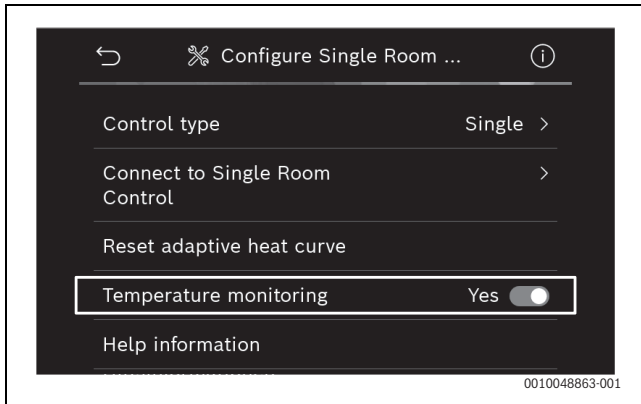 Configure Single Room ...
Control type Single >
Connect to Single Room >
Control
Reset adaptive heat curve
Temperature monitoring Yes
Help information
0010048863-001